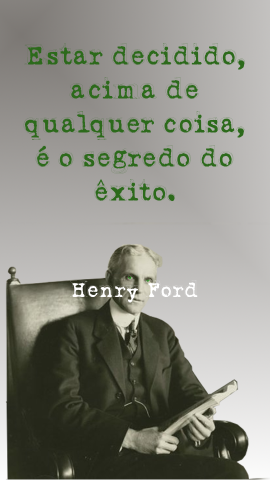 Estar decidido,
acima de
qualquer coisa,
é o segredo do
êxito.
Henry Ford